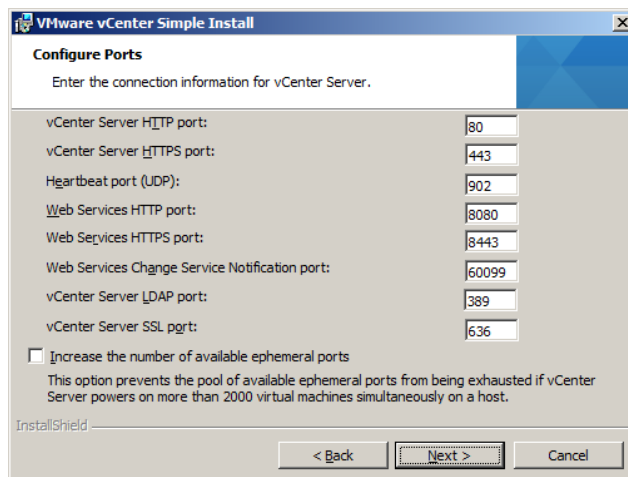 VMware vCenter Simple Install
Configure Ports
Enter the connection information for vCenter Server.
vCenter Server HTTP port: 80
vCenter Server HTTPS port: 443
Heartbeat port (UDP): 902
Web Services HTTP port: 8080
Web Services HTTPS port: 8443
Web Services Change Service Notification port: 60099
vCenter Server LDAP port: 389
vCenter Server SSL port: 636
Increase the number of available ephemeral ports
This option prevents the pool of available ephemeral ports from being exhausted if vCenter
Server powers on more than 2000 virtual machines simultaneously on a host.
InstallShield
< Back Next > Cancel